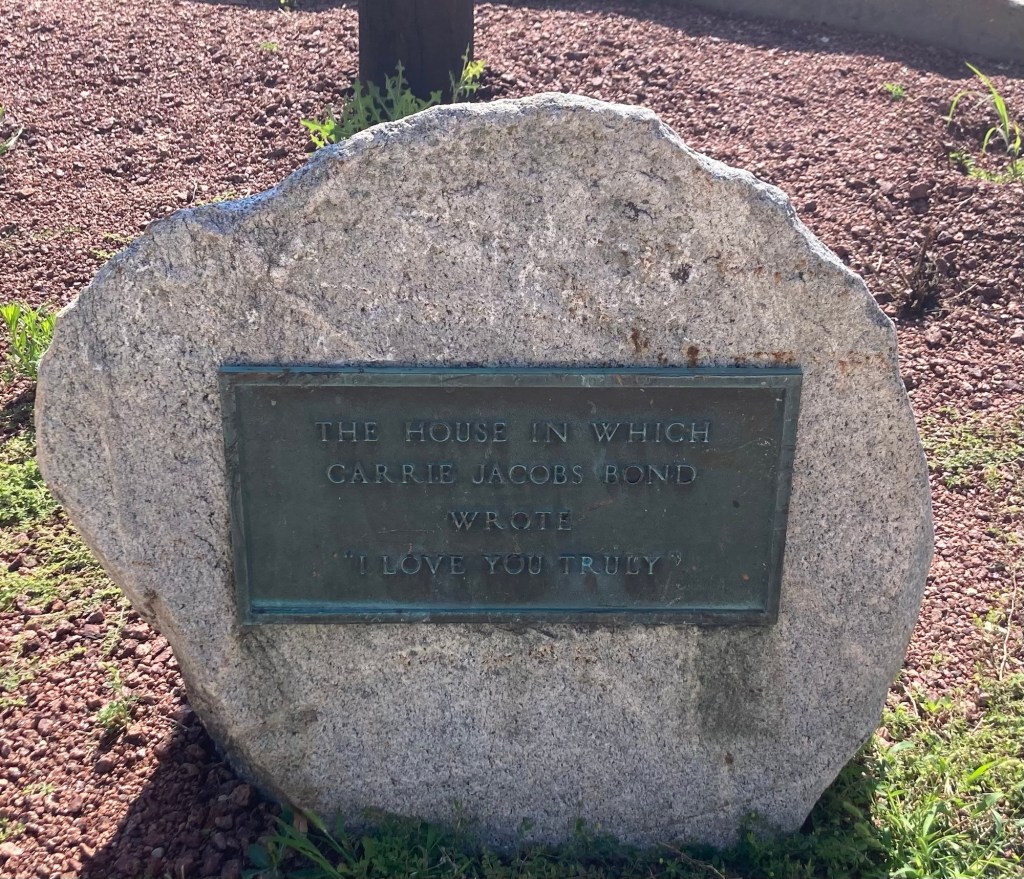 THE HOUSE IN WHICH
CARRIE JACOBS BOND
WROTE
"I LOVE YOU TRULY"